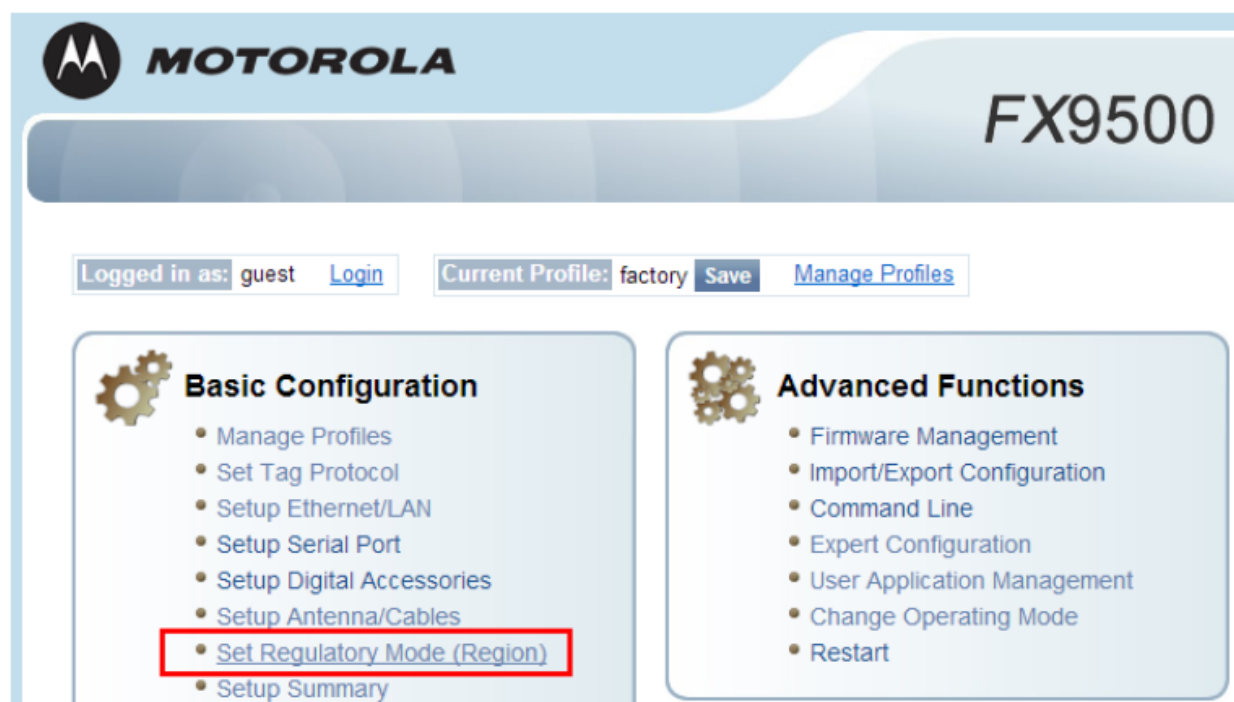 MOTOROLA
FX9500
Logged in as: guest Login Current Profile: factory Save Manage Profiles
Basic Configuration
Manage Profiles
Set Tag Protocol
Setup Ethernet/LAN
Setup Serial Port
Setup Digital Accessories
Setup Antenna/Cables
Set Regulatory Mode (Region)
Setup Summary
Advanced Functions
Firmware Management
Import/Export Configuration
Command Line
Expert Configuration
User Application Management
Change Operating Mode
Restart